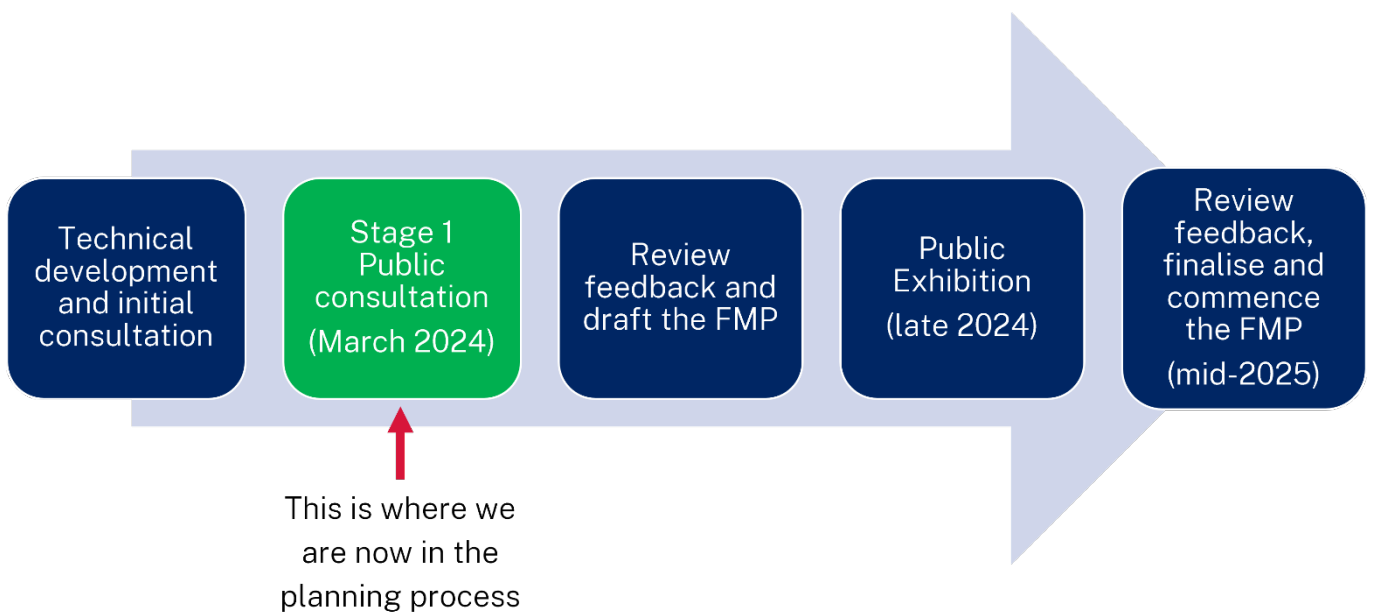 Technical
development
and initial
consultation
Stage 1
Public
consultation
(March 2024)
Review
feedback and
draft the FMP
Public
Exhibition
(late 2024)
Review
feedback,
finalise and
commence
the FMP
(mid-2025)
This is where we
are now in the
planning process